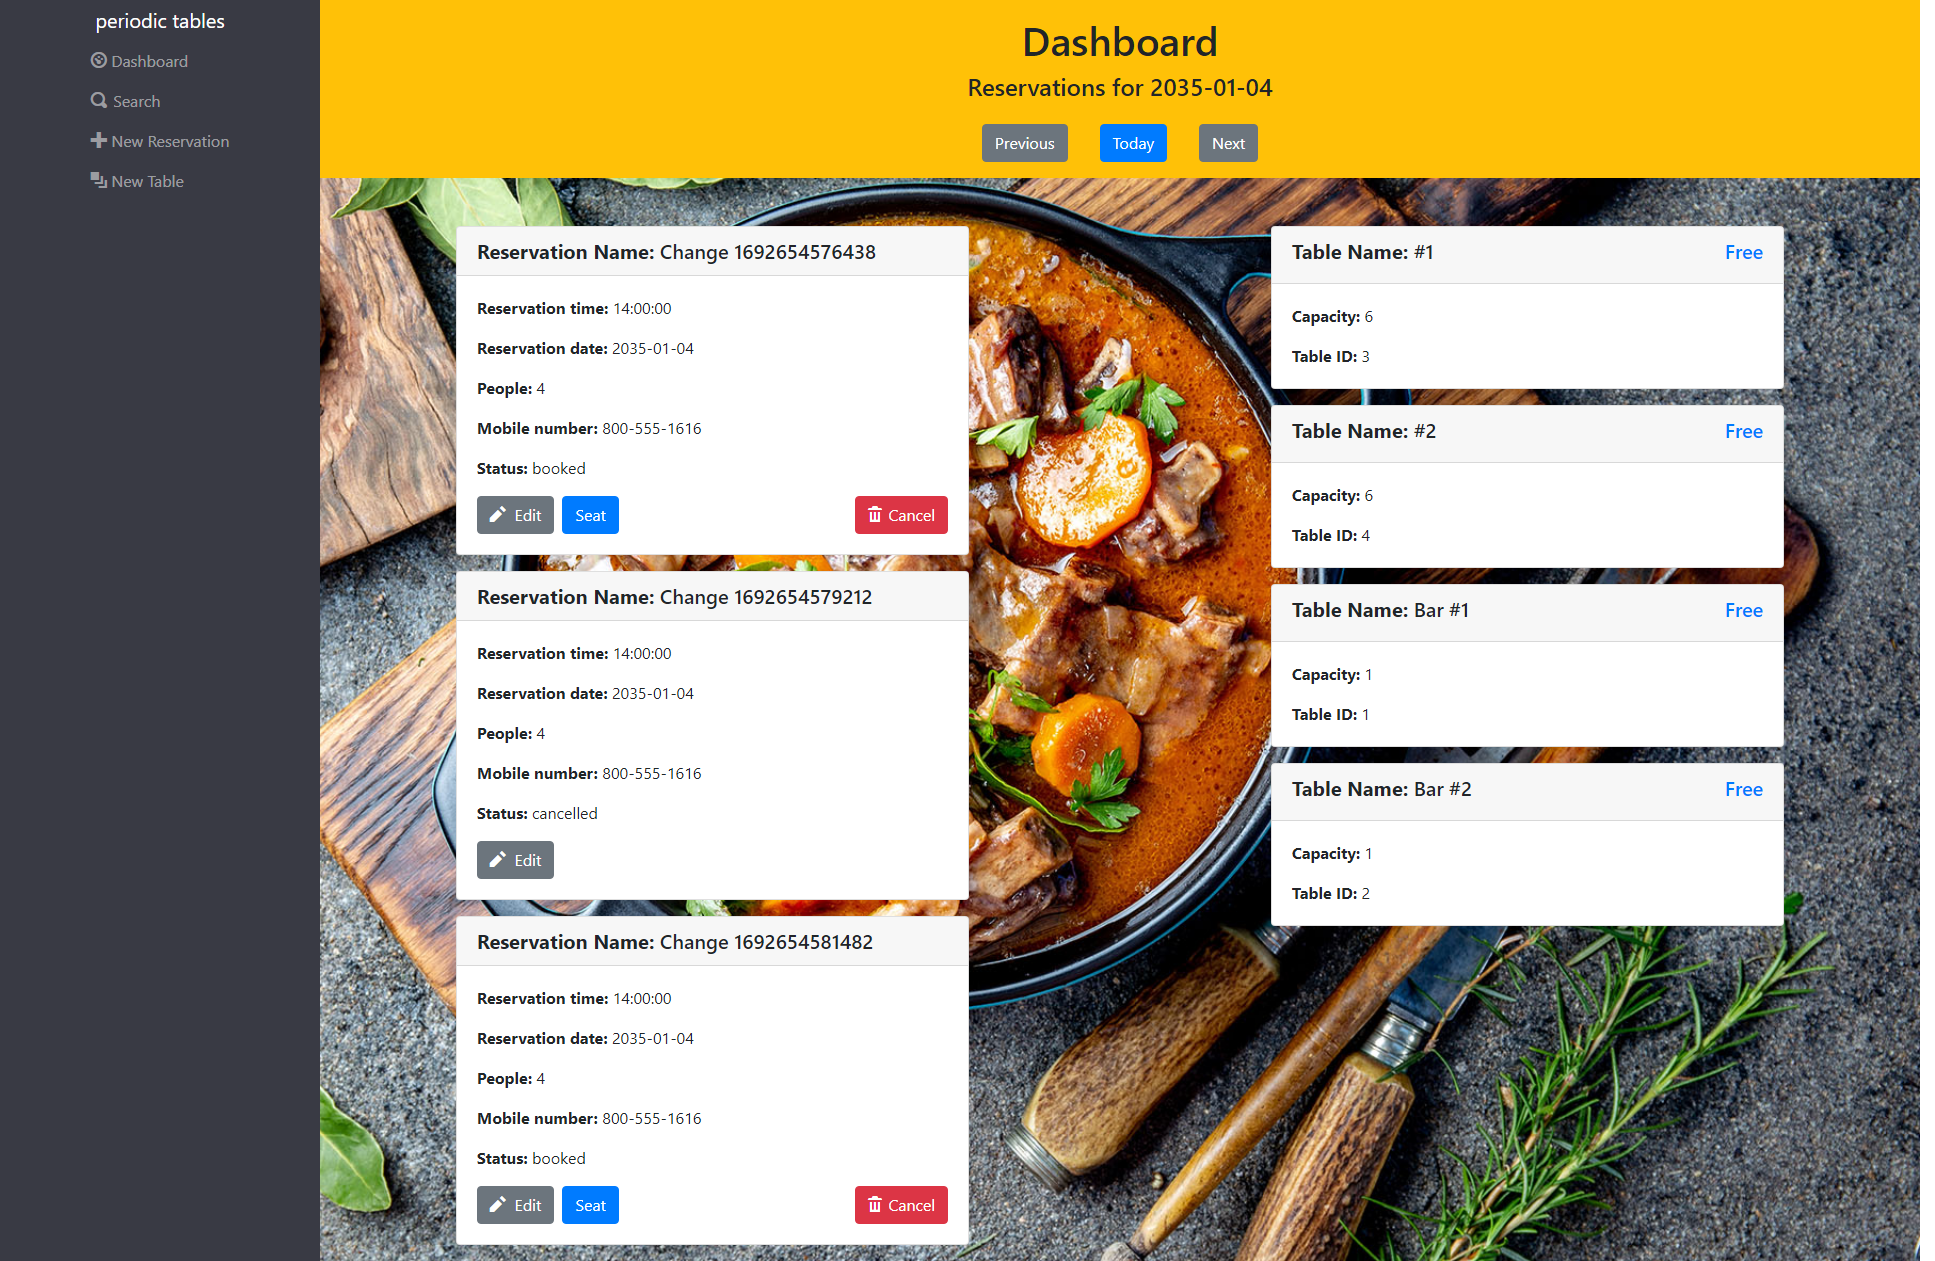 periodic tables
Dashboard
Search
New Reservation
New Table
Dashboard
Reservations for 2035-01-04
Previous
Today
Next
Reservation Name: Change 1692654576438
Reservation time: 14:00:00
Reservation date: 2035-01-04
People: 4
Mobile number: 800-555-1616
Status: booked
Edit
Seat
Cancel
Reservation Name: Change 1692654579212
Reservation time: 14:00:00
Reservation date: 2035-01-04
People: 4
Mobile number: 800-555-1616
Status: cancelled
Edit
Reservation Name: Change 1692654581482
Reservation time: 14:00:00
Reservation date: 2035-01-04
People: 4
Mobile number: 800-555-1616
Status: booked
Edit
Seat
Cancel
Table Name: #1
Free
Capacity: 6
Table ID: 3
Table Name: #2
Free
Capacity: 6
Table ID: 4
Table Name: Bar #1
Free
Capacity: 1
Table ID: 1
Table Name: Bar #2
Free
Capacity: 1
Table ID: 2